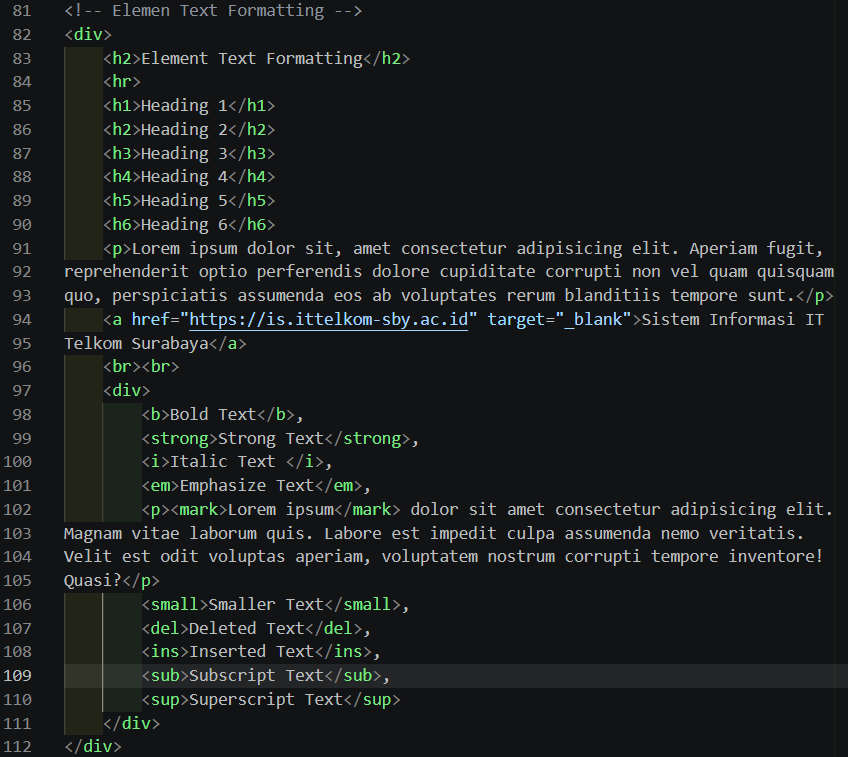 81 <!-- Elemen Text Formatting -->
82 <div>
83 <h2>Element Text Formatting</h2>
84 <hr>
85 <h1>Heading 1</h1>
86 <h2>Heading 2</h2>
87 <h3>Heading 3</h3>
88 <h4>Heading 4</h4>
89 <h5>Heading 5</h5>
90 <h6>Heading 6</h6>
91 <p>Lorem ipsum dolor sit, amet consectetur adipisicing elit. Aperiam fugit,
92 reprehenderit optio perferendis dolore cupiditate corrupti non vel quam quisquam
93 quo, perspiciatis assumenda eos ab voluptates rerum blanditiis tempore sunt.</p>
94 <a href="https://is.ittelkom-sby.ac.id" target="_blank">Sistem Informasi IT
95 Telkom Surabaya</a>
96 <br><br>
97 <div>
98 <b>Bold Text</b>,
99 <strong>Strong Text</strong>,
100 <i>Italic Text </i>,
101 <em>Emphasize Text</em>,
102 <p><mark>Lorem ipsum</mark> dolor sit amet consectetur adipisicing elit.
103 Magnam vitae laborum quis. Labore est impedit culpa assumenda nemo veritatis.
104 Velit est odit voluptas aperiam, voluptatem nostrum corrupti tempore inventore!
105 Quasi?</p>
106 <small>Smaller Text</small>,
107 <del>Deleted Text</del>,
108 <ins>Inserted Text</ins>,
109 <sub>Subscript Text</sub>,
110 <sup>Superscript Text</sup>
111 </div>
112 </div>